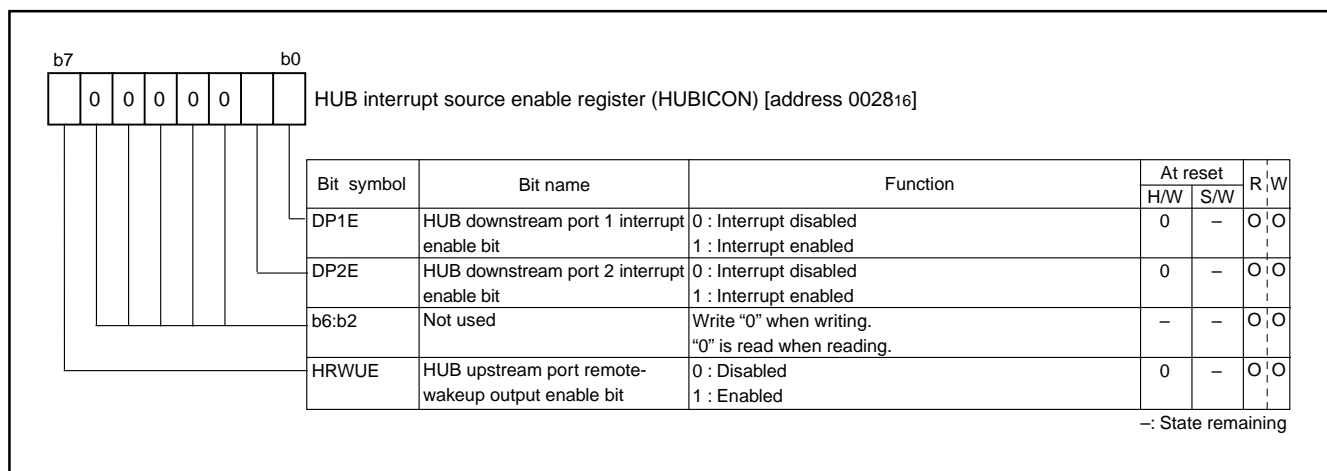 b7 b0
0 0 0 0 0 HUB interrupt source enable register (HUBICON) [address 002816]
Bit symbol Bit name Function At reset R W
H/W S/W
DP1E HUB downstream port 1 interrupt 0 : Interrupt disabled 0 – O O
enable bit 1 : Interrupt enabled
DP2E HUB downstream port 2 interrupt 0 : Interrupt disabled 0 – O O
enable bit 1 : Interrupt enabled
b6:b2 Not used Write “0” when writing. – – O O
“0” is read when reading.
HRWUE HUB upstream port remote- 0 : Disabled 0 – O O
wakeup output enable bit 1 : Enabled
–: State remaining